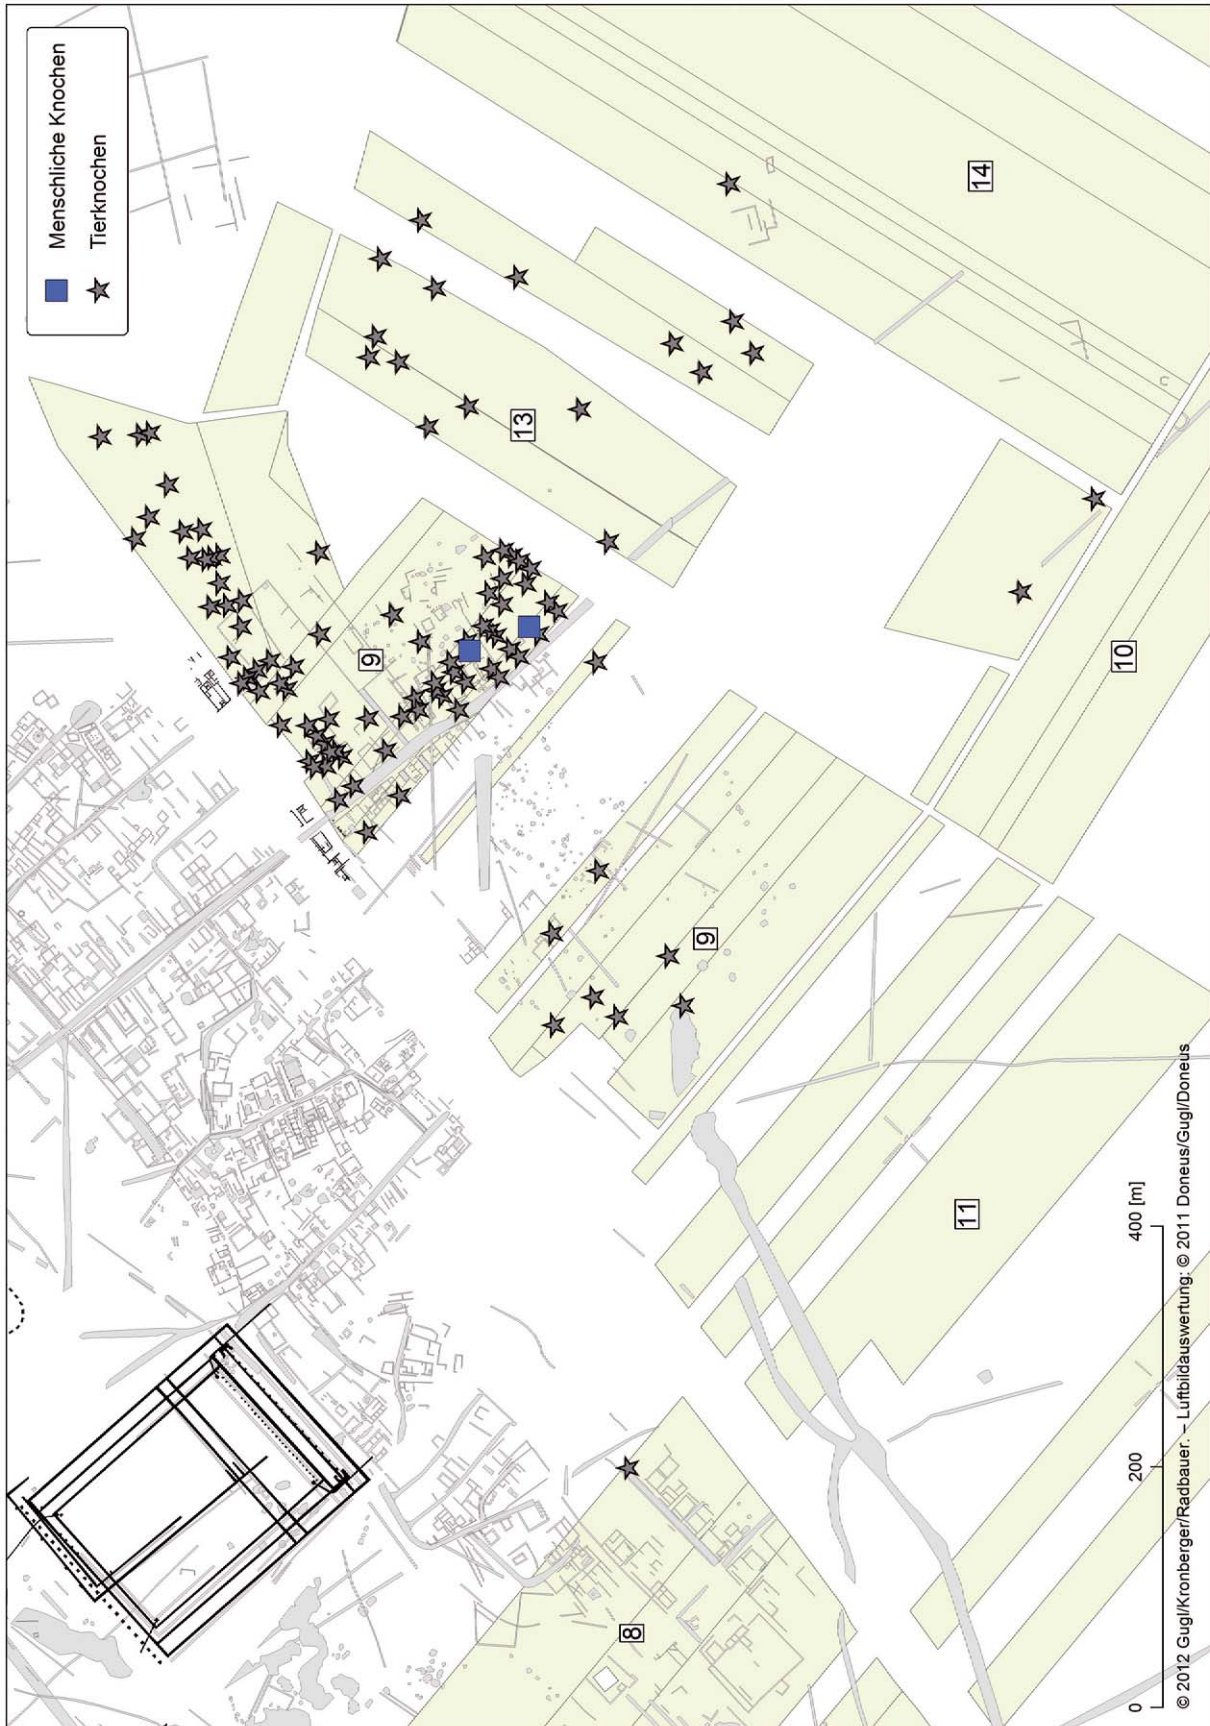 Menschliche Knochen
Tierknochen
9
13
8
9
11
14
10
0 200 400 [m]
© 2012 Gugl/Kronberger/Radbauer. – Luftbildauswertung: © 2011 Doneus/Gugl/Doneus